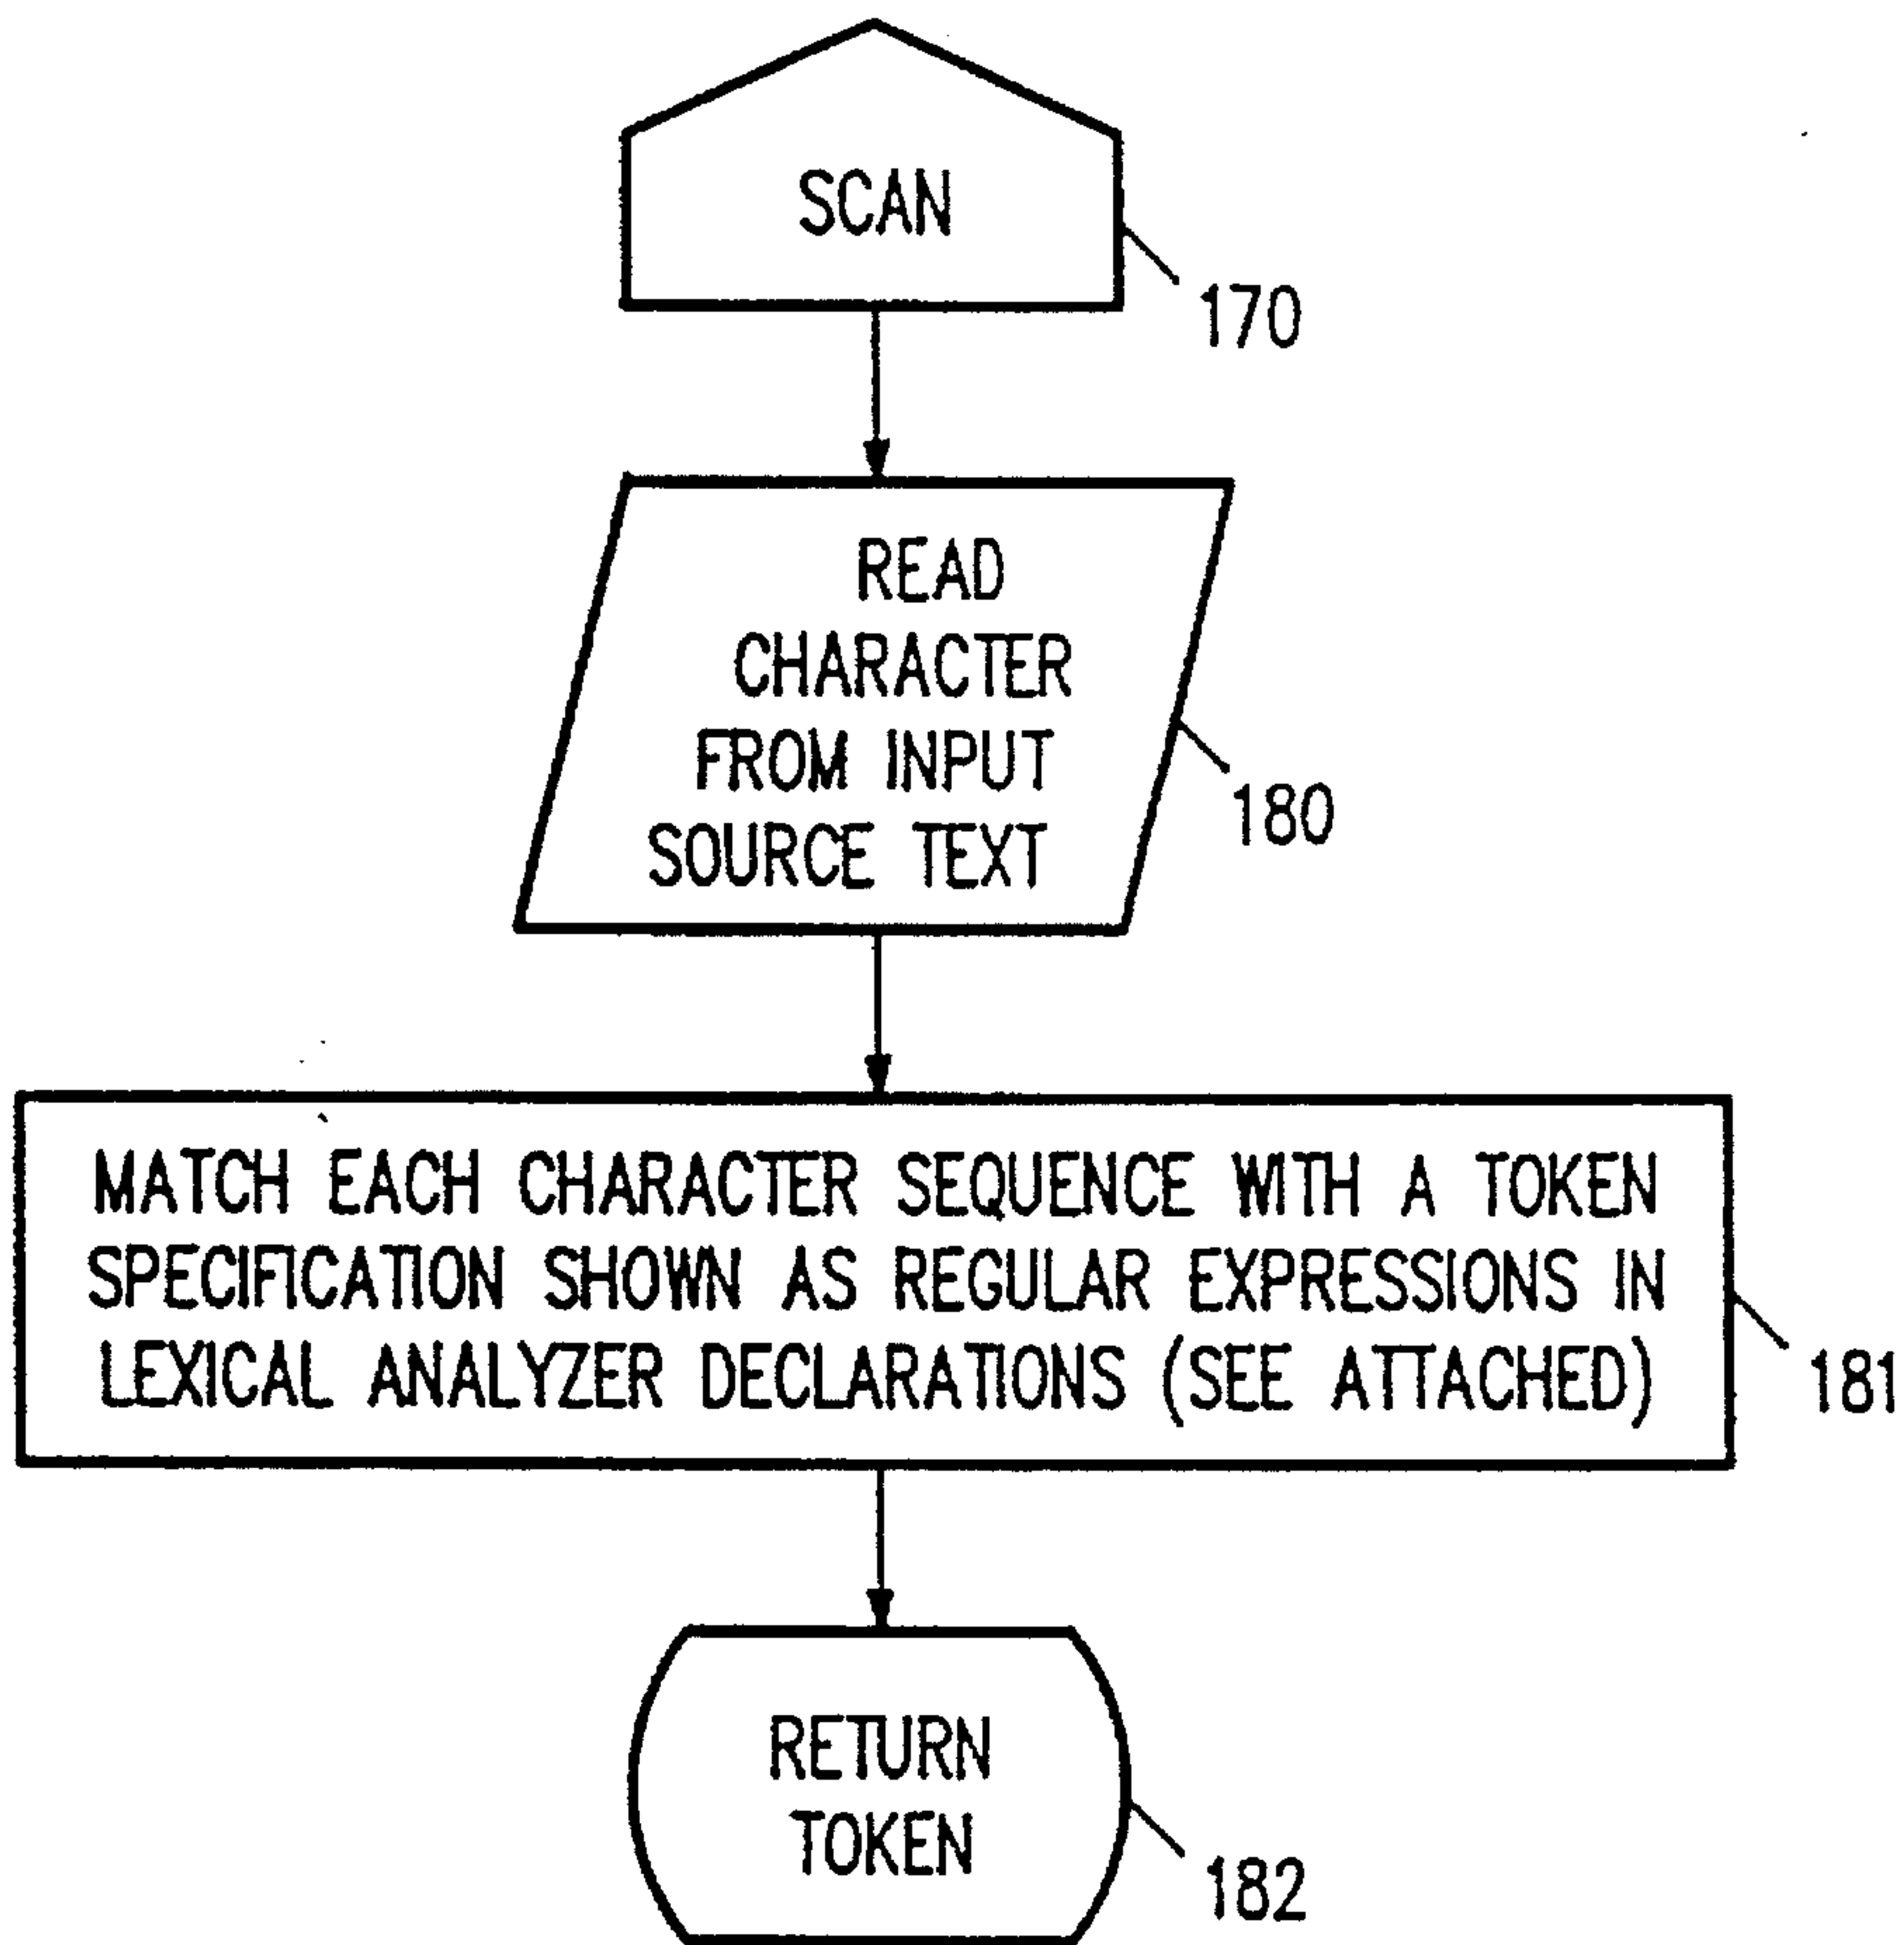 SCAN
170
READ
CHARACTER
FROM INPUT
SOURCE TEXT
180
MATCH EACH CHARACTER SEQUENCE WITH A TOKEN
SPECIFICATION SHOWN AS REGULAR EXPRESSIONS IN
LEXICAL ANALYZER DECLARATIONS (SEE ATTACHED)
181
RETURN
TOKEN
182